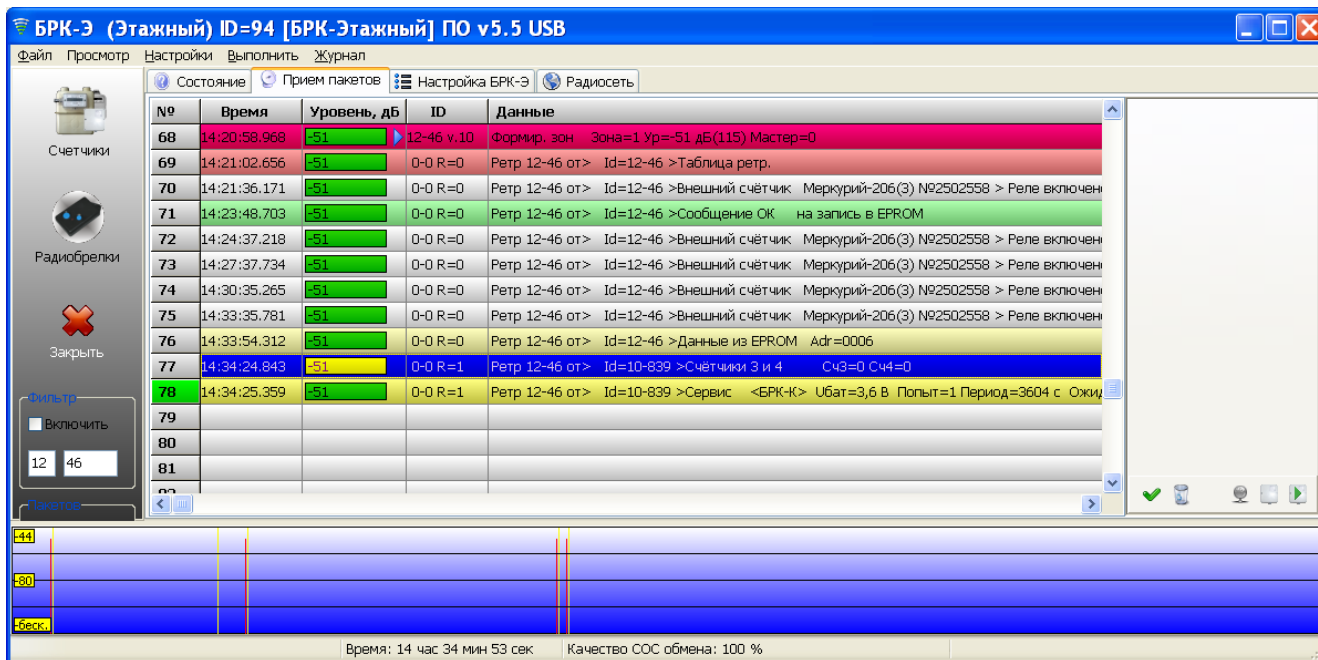 БРК-Э (Этажный) ID=94 [БРК-Этажный] ПО v5.5 USB
Файл Просмотр Настройки Выполнить Журнал
Состояние Прием пакетов Настройка БРК-Э Радиосеть
Счетчики
Радиобрелки
Закрыть
Фильтр
Включить
12 46
№ Время Уровень, дБ ID Данные
68 14:20:58.968 -51 12-46 v.10 Формир. зон Зона=1 Ур=-51 дБ(115) Мастер=0
69 14:21:02.656 -51 0-0 R=0 Ретр 12-46 от> Id=12-46 >Таблица ретр.
70 14:21:36.171 -51 0-0 R=0 Ретр 12-46 от> Id=12-46 >Внешний счётчик Меркурий-206(3) №2502558 > Реле включен
71 14:23:48.703 -51 0-0 R=0 Ретр 12-46 от> Id=12-46 >Сообщение ОК на запись в EPROM
72 14:24:37.218 -51 0-0 R=0 Ретр 12-46 от> Id=12-46 >Внешний счётчик Меркурий-206(3) №2502558 > Реле включен
73 14:27:37.734 -51 0-0 R=0 Ретр 12-46 от> Id=12-46 >Внешний счётчик Меркурий-206(3) №2502558 > Реле включен
74 14:30:35.265 -51 0-0 R=0 Ретр 12-46 от> Id=12-46 >Внешний счётчик Меркурий-206(3) №2502558 > Реле включен
75 14:33:35.781 -51 0-0 R=0 Ретр 12-46 от> Id=12-46 >Внешний счётчик Меркурий-206(3) №2502558 > Реле включен
76 14:33:54.312 -51 0-0 R=0 Ретр 12-46 от> Id=12-46 >Данные из EPROM Adr=0006
77 14:34:24.843 -51 0-0 R=1 Ретр 12-46 от> Id=10-839 >Счётчики 3 и 4 Сч3=0 Сч4=0
78 14:34:25.359 -51 0-0 R=1 Ретр 12-46 от> Id=10-839 >Сервис <БРК-К> Uбат=3,6 В Попыт=1 Период=3604 с Ожид
79
80
81
-44
-80
-беск.
Время: 14 час 34 мин 53 сек Качество СОС обмена: 100 %